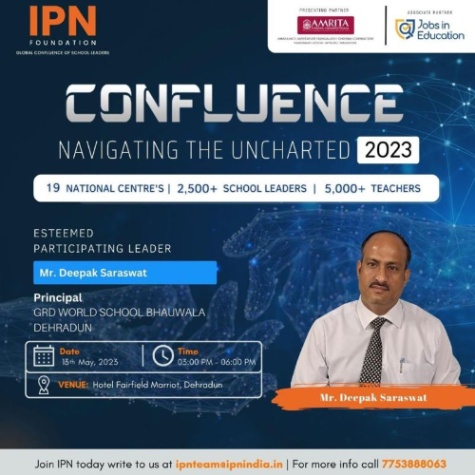 IPN
FOUNDATION
GLOBAL CONFLUENCE OF SCHOOL LEADERS
PRESENTING PARTNER
AMRITA
ASSOCIATE PARTNER
Jobs in
Education
CONFLUENCE
NAVIGATING THE UNCHARTED 2023
19 NATIONAL CENTRE'S | 2,500+ SCHOOL LEADERS | 5,000+ TEACHERS
ESTEEMED
PARTICIPATING LEADER
Mr. Deepak Saraswat
Principal
GRD WORLD SCHOOL BHAUWALA
DEHRADUN
Date
Time
18th May, 2023
03:00 PM - 06:00 PM
VENUE: Hotel Fairfield Marriot, Dehradun
Mr. Deepak Saraswat
Join IPN today write to us at ipnteam@ipnindia.in | For more info call 7753888063